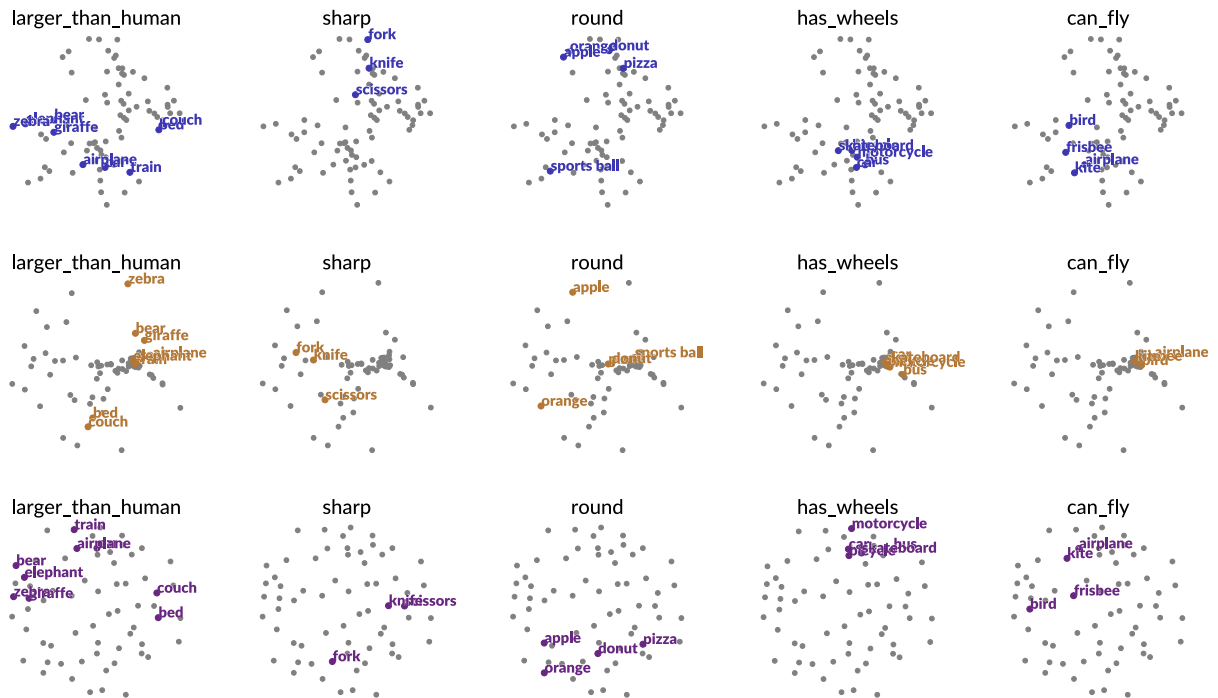 larger_than_human sharp round has_wheels can_fly
fork
orange donut
apple
knife
pizza
scissors
bear
zebra
giraffe
couch
bed
bird
skateboard
motorcycle
frisbee
bus
airplane
airplane
car
train
sports ball
kite
larger_than_human sharp round has_wheels can_fly
zebra
apple
bear
giraffe
fork
airplane
sports ball
airplane
elephant
knife
donut
skateboard
frisbee
train
motorcycle
bird
bus
scissors
orange
bed
couch
larger_than_human sharp round has_wheels can_fly
train
motorcycle
airplane
car bus
airplane
skateboard
bicycle
kite
bear
elephant
zebra
giraffe
couch
knife scissors
frisbee
bed
bird
apple
pizza
donut
fork
orange